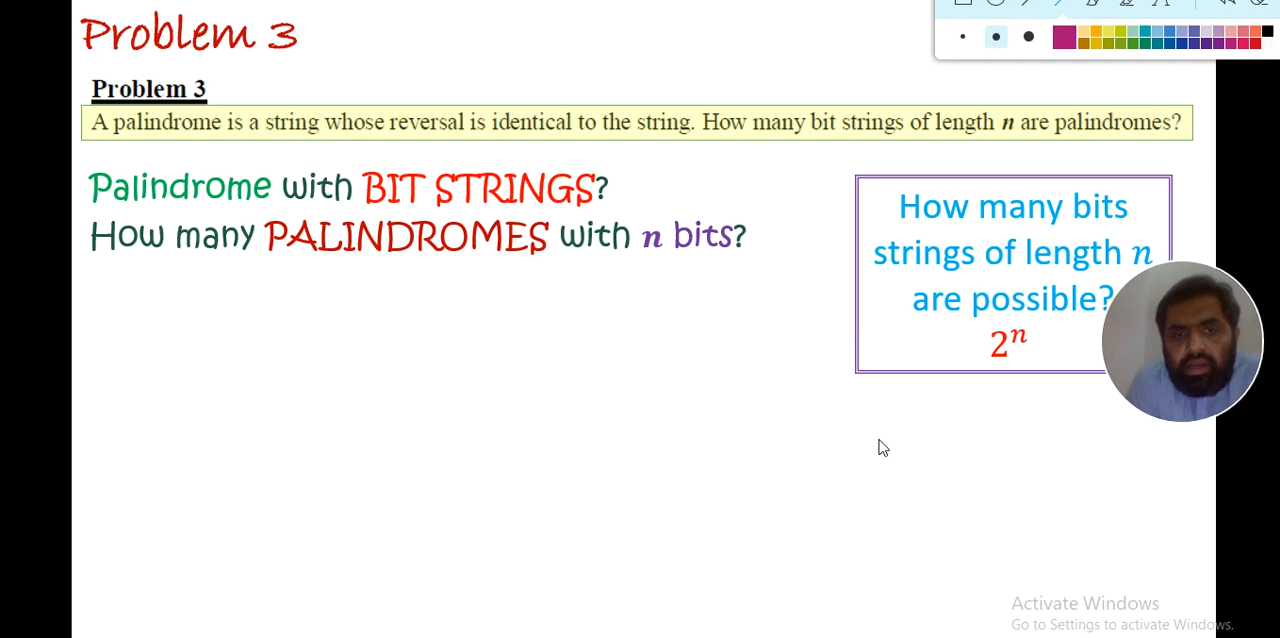 Problem 3
Problem 3
A palindrome is a string whose reversal is identical to the string. How many bit strings of length n are palindromes?
Palindrome with BIT STRINGS?
How many PALINDROMES with n bits?
How many bits
strings of length n
are possible?
2ⁿ
Activate Windows
Go to Settings to activate Windows.